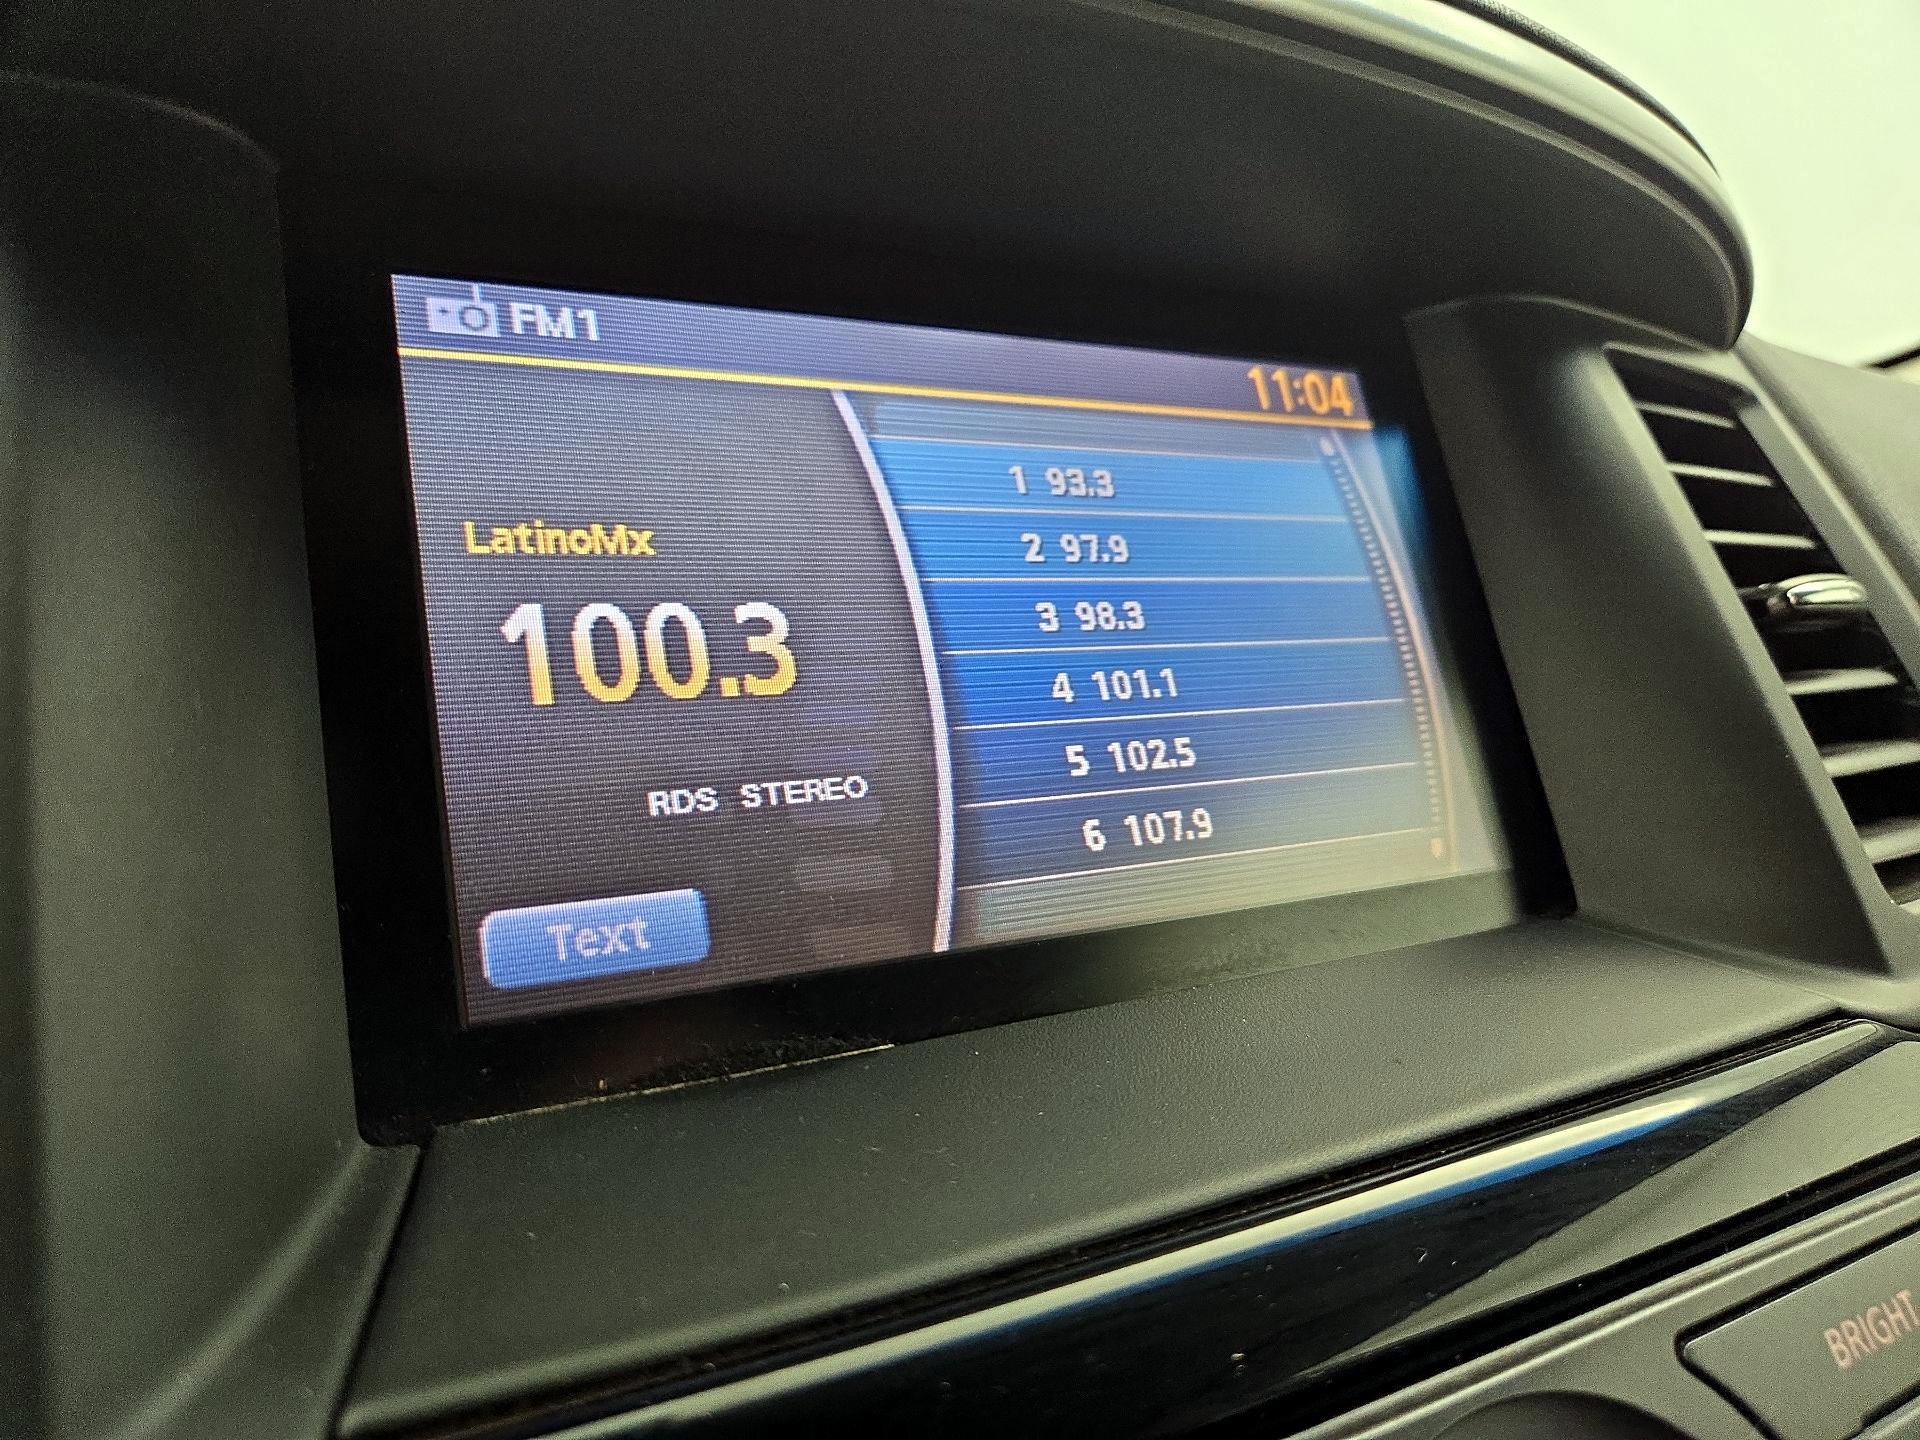 FM1
11:04
LatinoMx
100.3
RDS STEREO
Text
1 93.3
2 97.9
3 98.3
4 101.1
5 102.5
6 107.9
BRIGHT